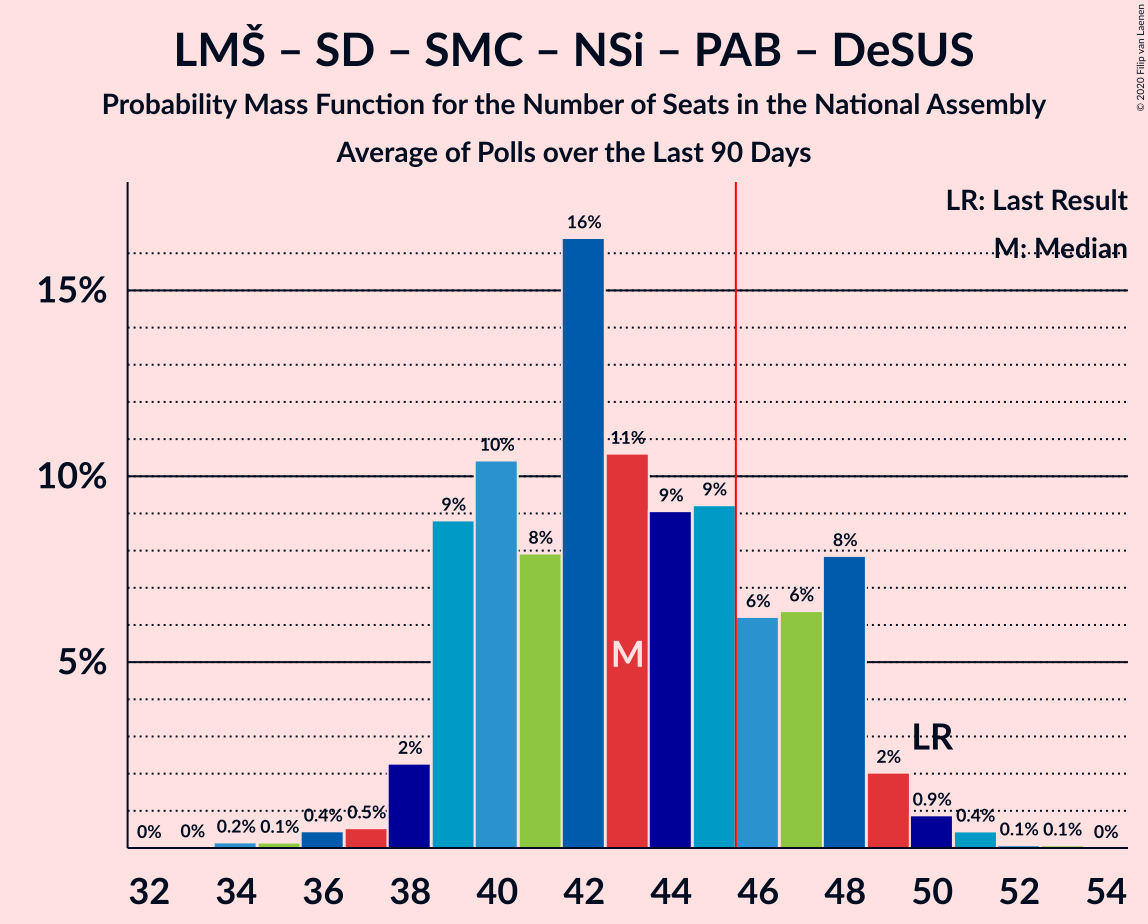 LMŠ – SD – SMC – NSi – PAB – DeSUS
Probability Mass Function for the Number of Seats in the National Assembly
Average of Polls over the Last 90 Days
© 2020 Filip van Laenen
LR: Last Result
M: Median
15%
10%
5%
0%
0%
0.2%
0.1%
0.4%
0.5%
2%
9%
10%
8%
16%
11%
9%
9%
6%
6%
8%
2%
0.9%
0.4%
0.1%
0.1%
0%
M
LR
32 34 36 38 40 42 44 46 48 50 52 54